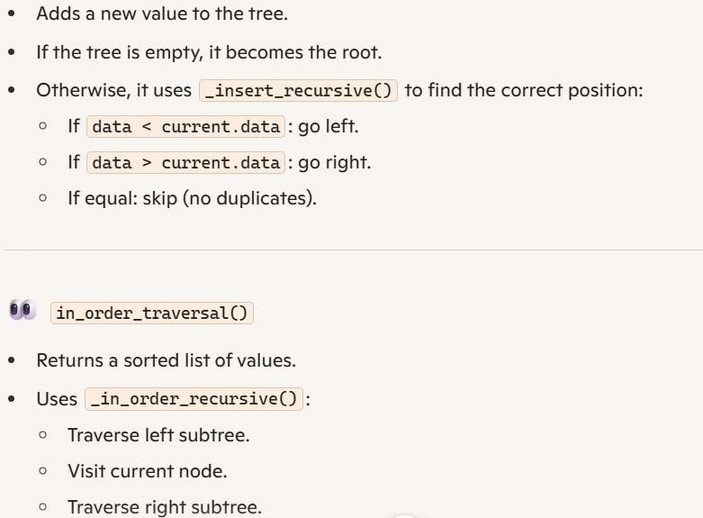 • Adds a new value to the tree.
• If the tree is empty, it becomes the root.
• Otherwise, it uses _insert_recursive() to find the correct position:
○ If data < current.data: go left.
○ If data > current.data: go right.
○ If equal: skip (no duplicates).
👀 in_order_traversal()
• Returns a sorted list of values.
• Uses _in_order_recursive():
○ Traverse left subtree.
○ Visit current node.
○ Traverse right subtree.